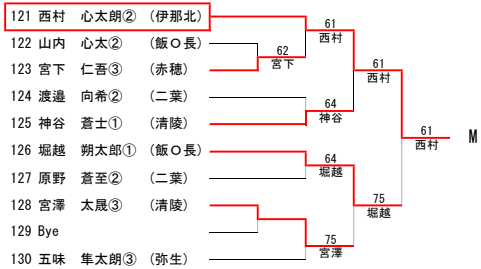 121 西村 心太朗② (伊那北)
122 山内 心太② (飯〇長)
123 宮下 仁吾③ (赤穂)
124 渡邉 向希② (二葉)
125 神谷 蒼士① (清陵)
126 堀越 朔太郎① (飯〇長)
127 原野 蒼至② (二葉)
128 宮澤 太晟③ (清陵)
129 Bye
130 五味 隼太朗③ (弥生)
62
宮下
61
西村
64
神谷
61
西村
64
堀越
75
宮澤
75
堀越
61
西村
M